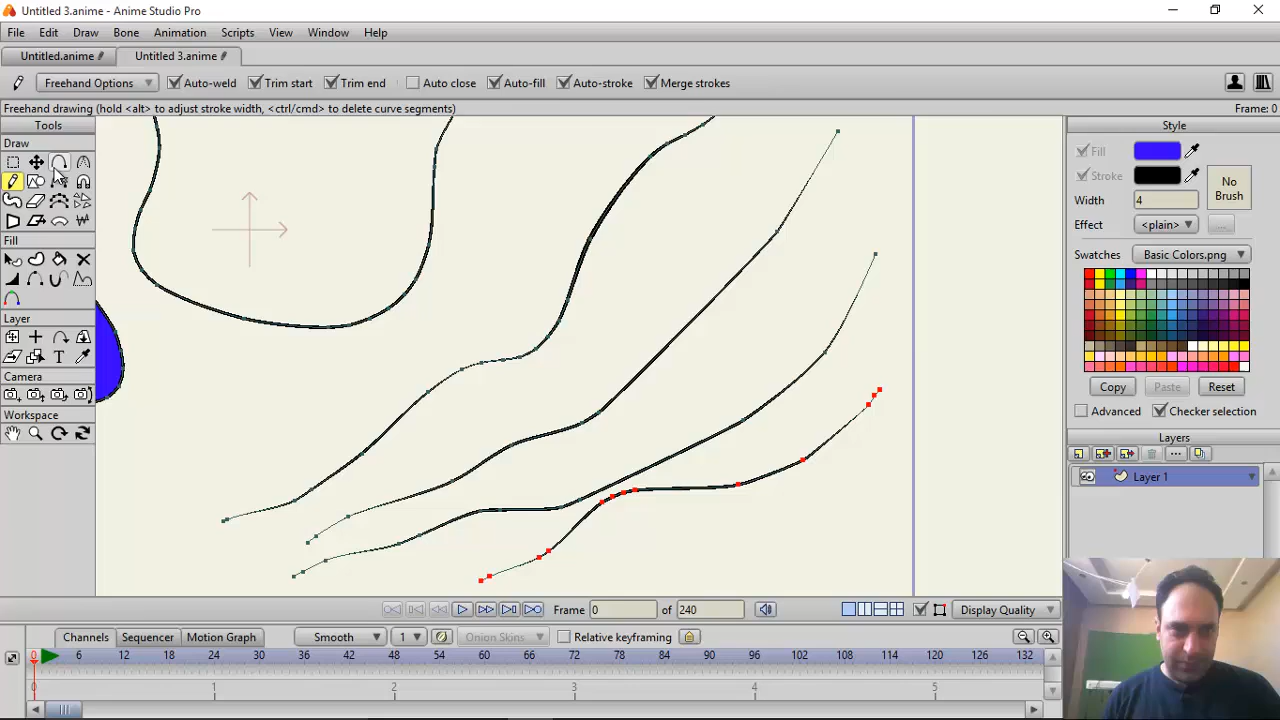 Untitled 3.anime - Anime Studio Pro
File Edit Draw Bone Animation Scripts View Window Help
Untitled.anime Untitled 3.anime
Freehand Options Auto-weld Trim start Trim end Auto close Auto-fill Auto-stroke Merge strokes
Freehand drawing (hold <alt> to adjust stroke width, <ctrl/cmd> to delete curve segments) Frame: 0
Tools
Draw
Fill
Layer
Camera
Workspace
Style
Fill
Stroke
No Brush
Width 4
Effect <plain> ...
Swatches Basic Colors.png
Copy Paste Reset
Advanced Checker selection
Layers
Layer 1
Frame 0 of 240 Display Quality
Channels Sequencer Motion Graph Smooth 1 Onion Skins Relative keyframing
0 6 12 18 24 30 36 42 48 54 60 66 72 78 84 90 96 102 108 114 120 126 132
0 1 2 3 4 5